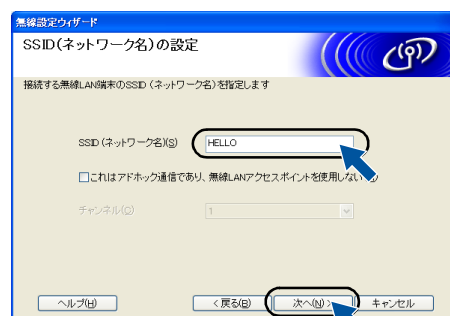 無線設定ウィザード
SSID(ネットワーク名)の設定
接続する無線LAN端末のSSID (ネットワーク名)を指定します
SSID (ネットワーク名)(S) HELLO
これはアドホック通信であり、無線LANアクセスポイントを使用しない
チャンネル(C) 1
ヘルプ(H) < 戻る(B) 次へ(N) > キャンセル